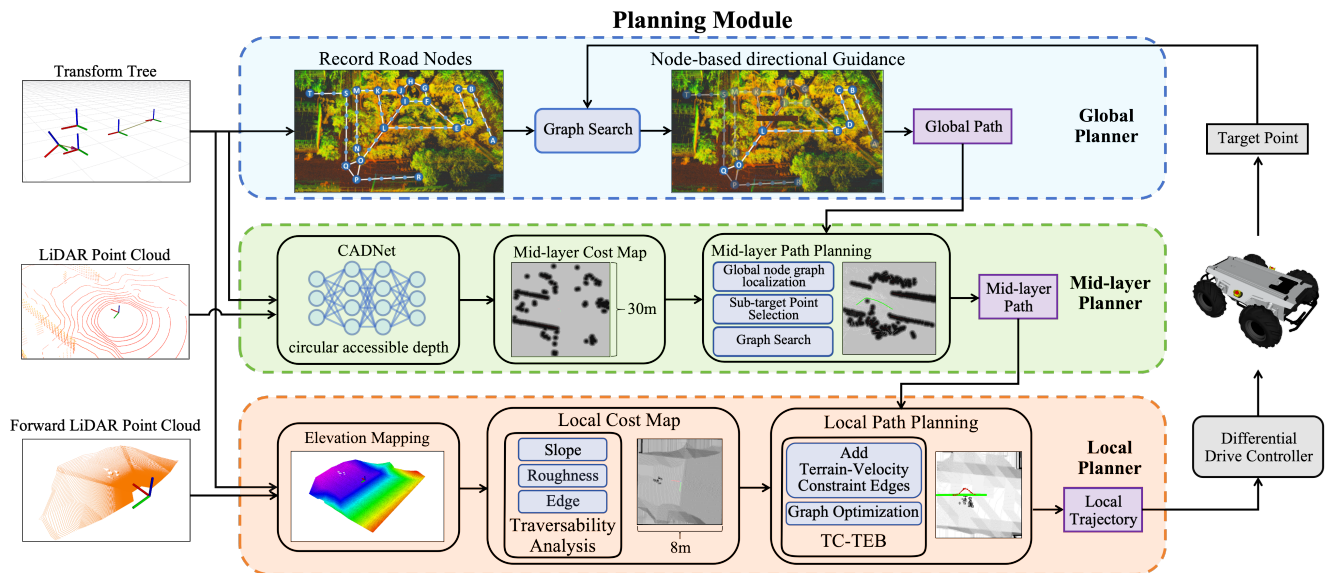 Planning Module
Transform Tree
Record Road Nodes
Node-based directional Guidance
T
S
M
K
J
H
G
I
F
C
B
L
E
D
A
N
O
Q
P
R
Graph Search
L
E
C
B
D
A
N
O
Q
P
Global Path
Global
Planner
Target Point
LiDAR Point Cloud
CADNet
circular accessible depth
Mid-layer Cost Map
30m
Mid-layer Path Planning
Global node graph
localization
Sub-target Point
Selection
Graph Search
Mid-layer
Path
Mid-layer
Planner
Forward LiDAR Point Cloud
Elevation Mapping
Local Cost Map
Slope
Roughness
Edge
Traversability
Analysis
8m
Local Path Planning
Add
Terrain-Velocity
Constraint Edges
Graph Optimization
TC-TEB
Local
Planner
Local
Trajectory
Differential
Drive Controller